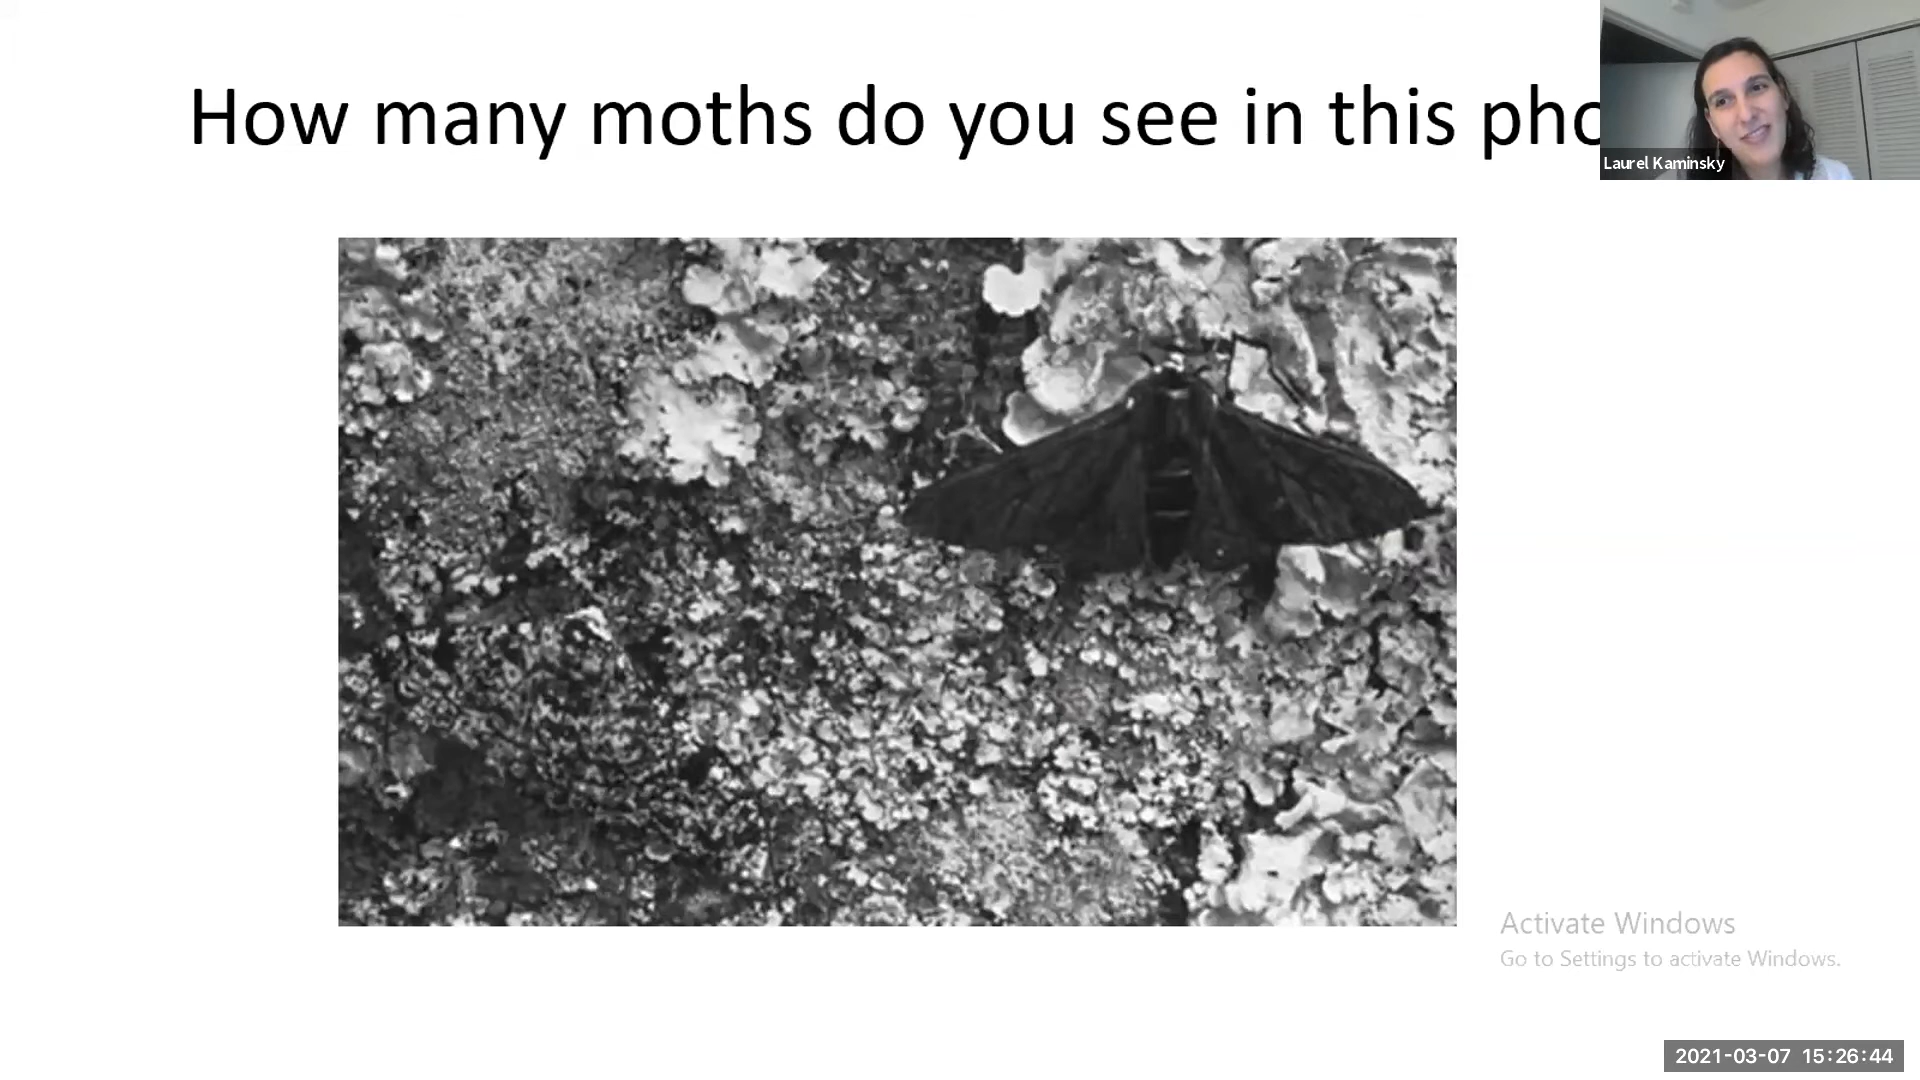 How many moths do you see in this pho
Laurel Kaminsky
Activate Windows
Go to Settings to activate Windows.
2021-03-07 15:26:44